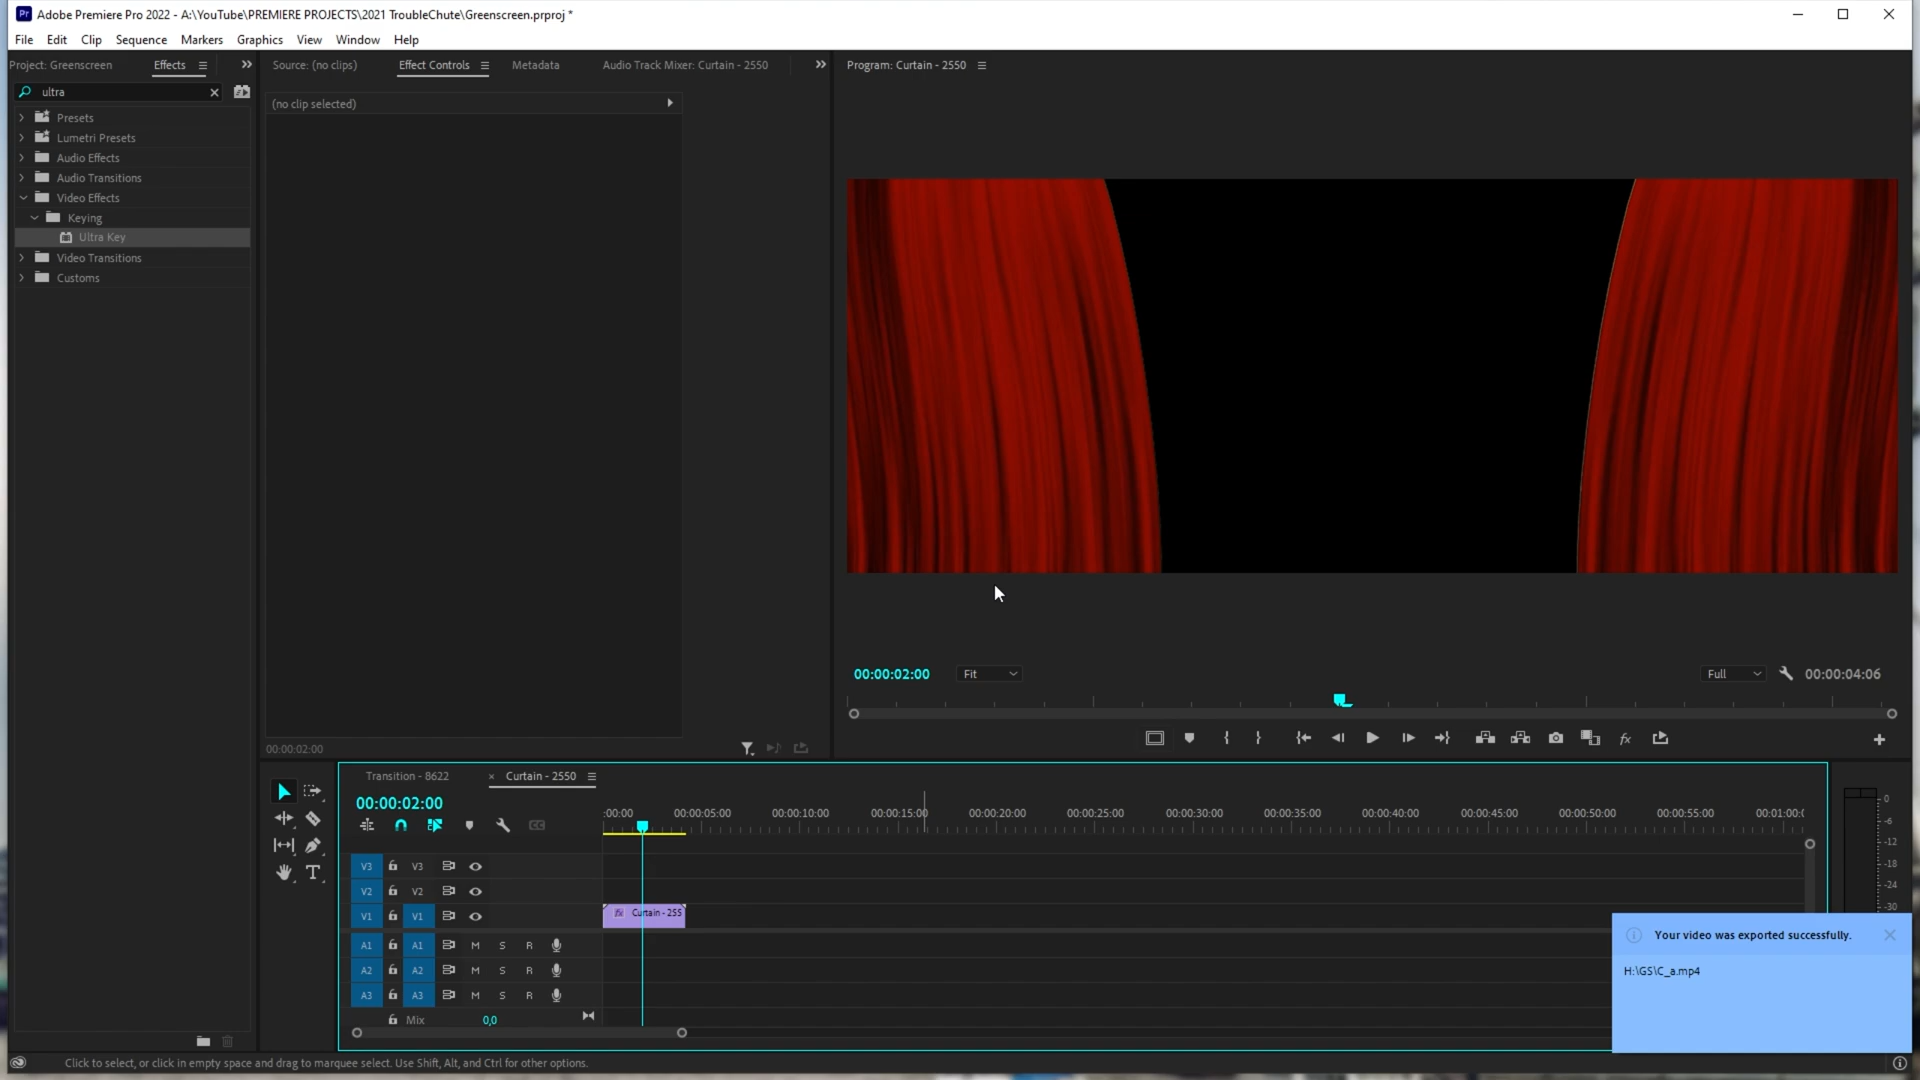 Pr Adobe Premiere Pro 2022 - A:\YouTube\PREMIERE PROJECTS\2021 TroubleChute\Greenscreen.prproj *
File Edit Clip Sequence Markers Graphics View Window Help
Project: Greenscreen Effects
ultra
Presets
Lumetri Presets
Audio Effects
Audio Transitions
Video Effects
Keying
Ultra Key
Video Transitions
Customs
Source: (no clips) Effect Controls Metadata Audio Track Mixer: Curtain - 2550
(no clip selected)
00:00:02:00
Program: Curtain - 2550
00:00:02:00 Fit Full 00:00:04:06
fx
Transition - 8622 × Curtain - 2550
00:00:02:00
:00:00 00:00:05:00 00:00:10:00 00:00:15:00 00:00:20:00 00:00:25:00 00:00:30:00 00:00:35:00 00:00:40:00 00:00:45:00 00:00:50:00 00:00:55:00 00:01:00:(
CC
T
V3 V3
V2 V2
V1 V1
fx Curtain - 255
A1 A1 M S R
A2 A2 M S R
A3 A3 M S R
Mix 0,0
0
-6
-12
-18
-24
-30
Your video was exported successfully.
H:\GS\C_a.mp4
Click to select, or click in empty space and drag to marquee select. Use Shift, Alt, and Ctrl for other options.